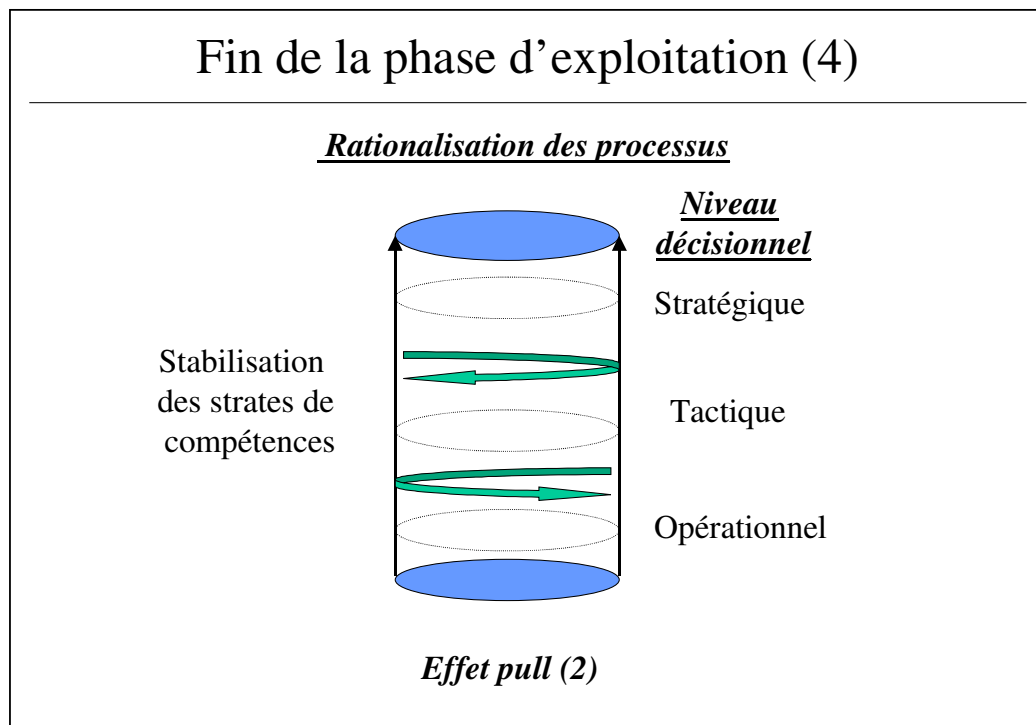 Fin de la phase d’exploitation (4)
Rationalisation des processus
Niveau
décisionnel
Stratégique
Stabilisation
des strates de
compétences
Tactique
Opérationnel
Effet pull (2)